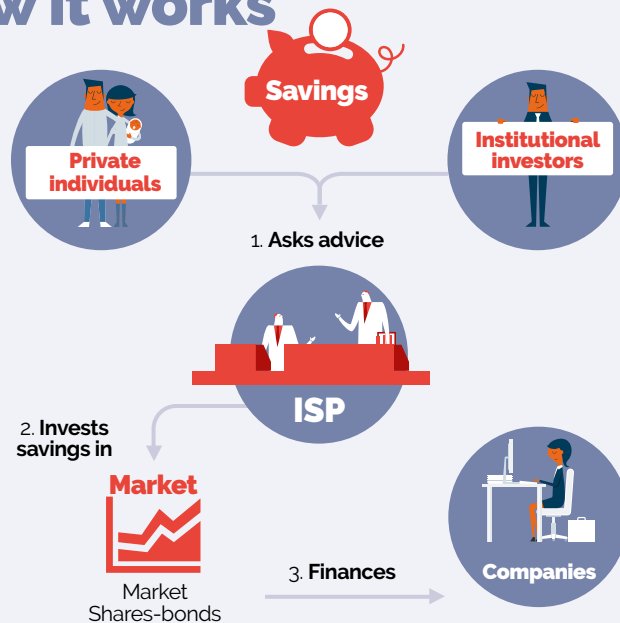 w it works
Savings
Private
individuals
Institutional
investors
1. Asks advice
ISP
2. Invests
savings in
Market
Market
Shares-bonds
3. Finances
Companies